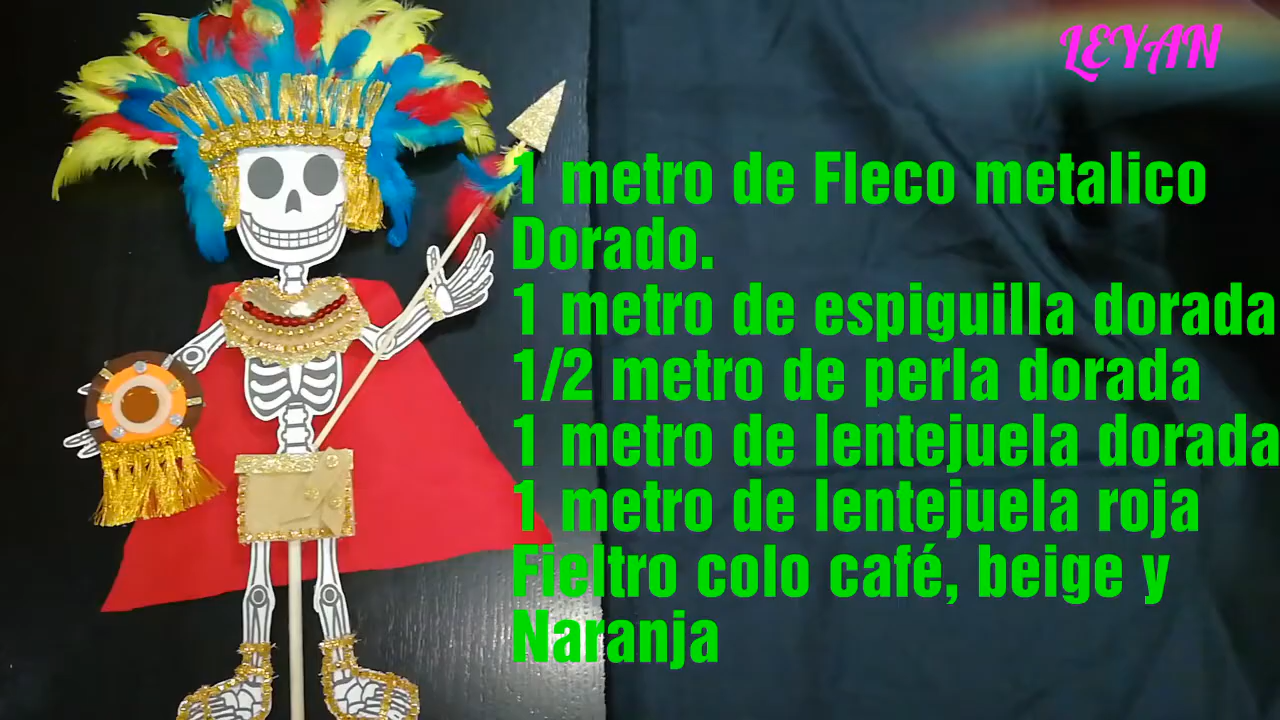 LEYAN
1 metro de Fleco metalico
Dorado.
1 metro de espiguilla dorada
1/2 metro de perla dorada
1 metro de lentejuela dorada
1 metro de lentejuela roja
Fieltro colo café, beige y
Naranja